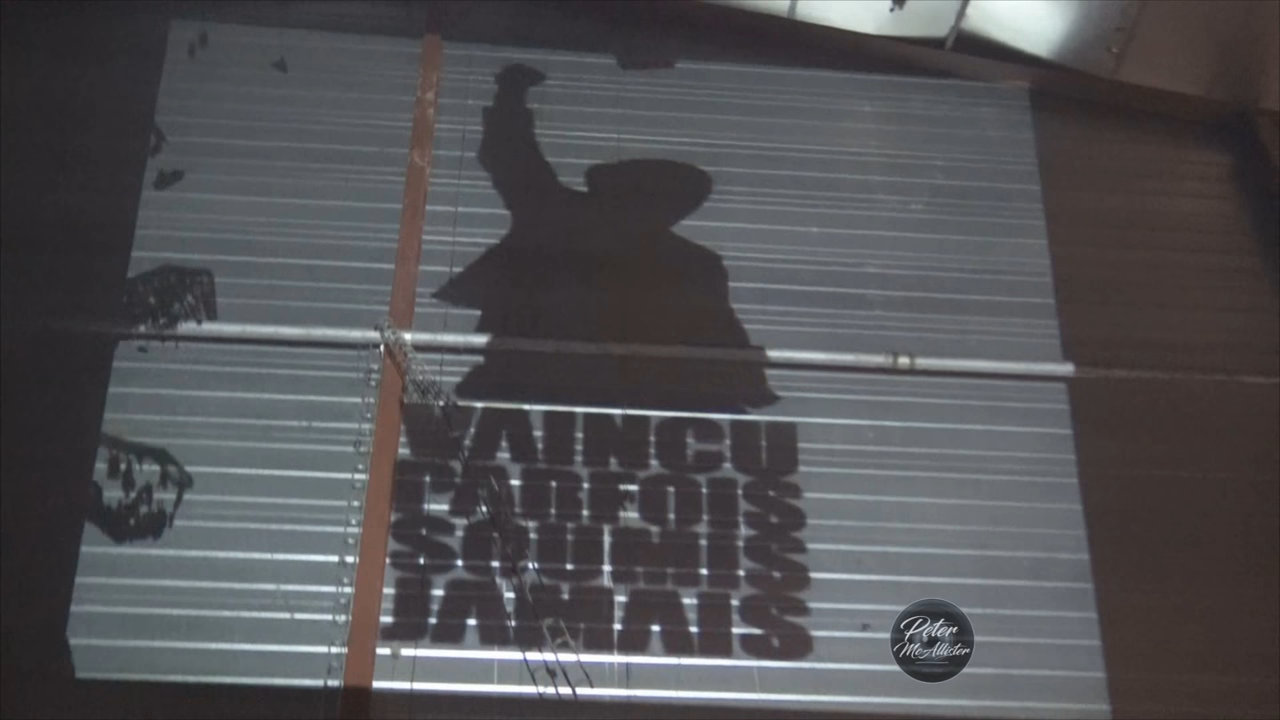 VAINCU
PARFOIS
SOUMIS
JAMAIS
Peter
McAllister